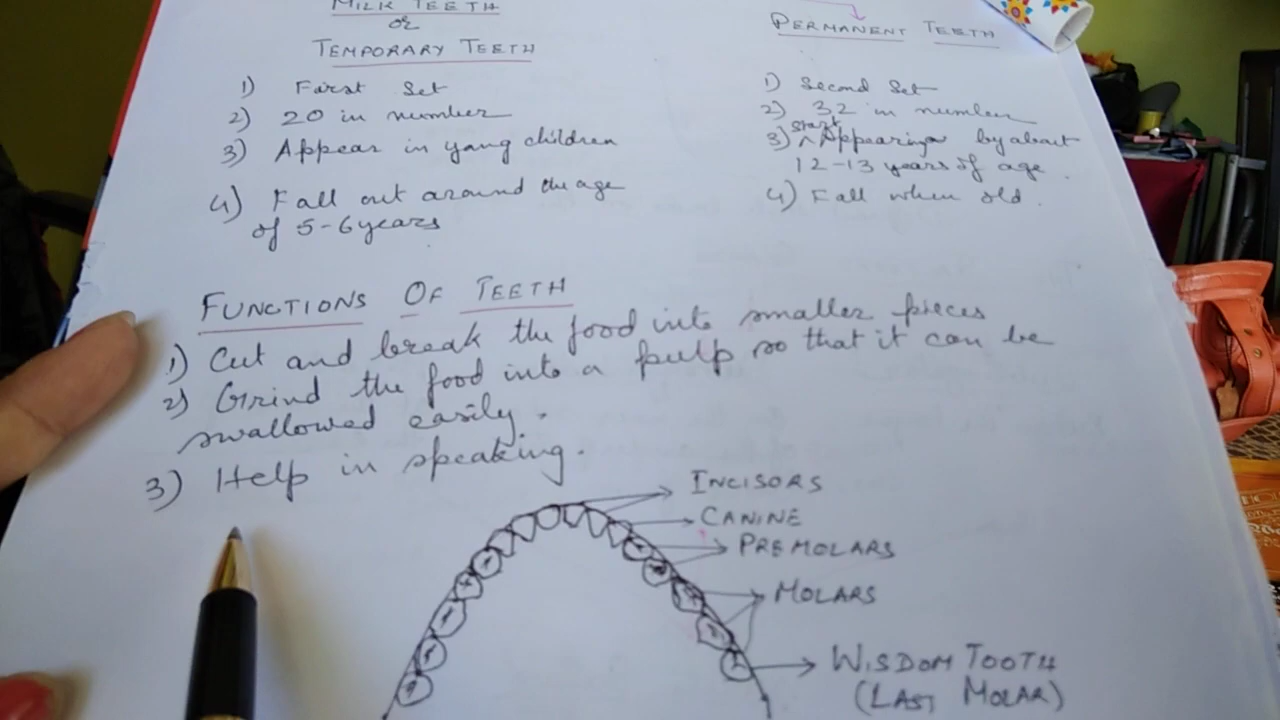 MILK TEETH
or
TEMPORARY TEETH
1) First Set
2) 20 in number
3) Appear in young children
4) Fall out around the age
of 5-6 years
PERMANENT TEETH
1) Second Set
2) 32 in number
3) start Appearing by about
12-13 years of age.
4) Fall when old.
FUNCTIONS OF TEETH
1) Cut and break the food into smaller pieces
2) Grind the food into a pulp so that it can be
swallowed easily.
3) Help in speaking.
INCISORS
CANINE
PREMOLARS
MOLARS
WISDOM TOOTH
(LAST MOLAR)